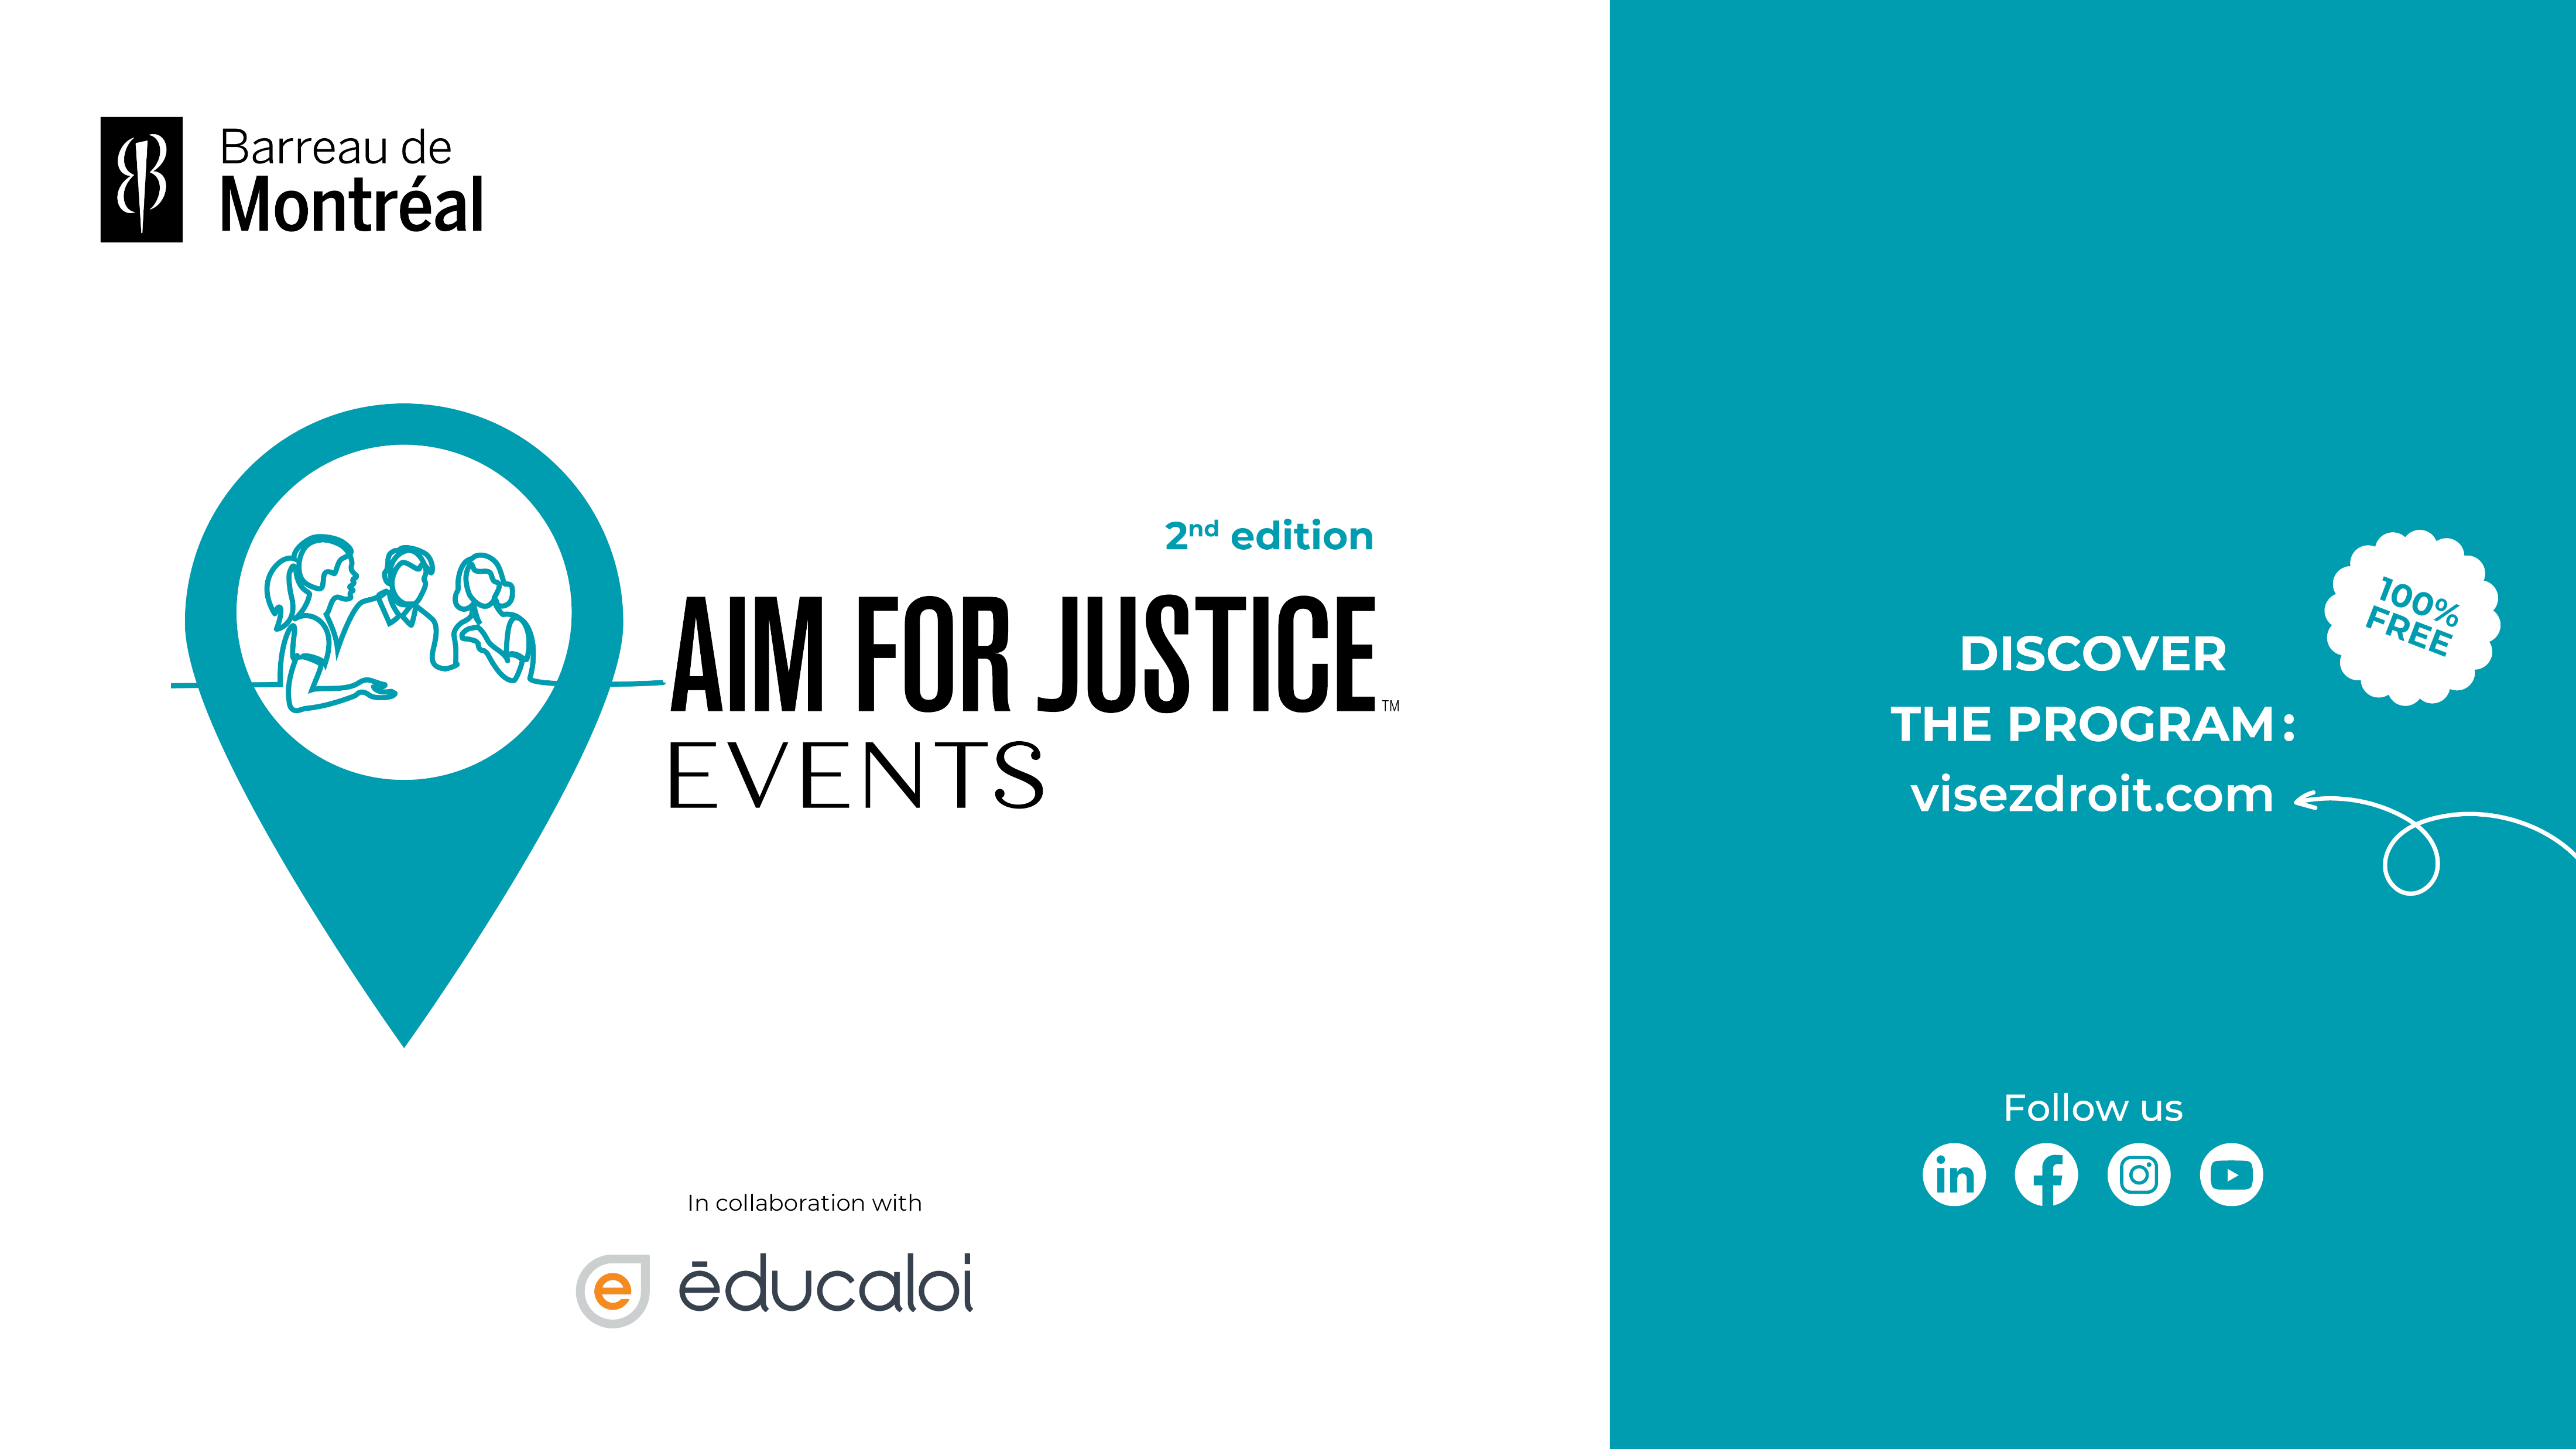 Barreau de
Montréal
2nd edition
AIM FOR JUSTICE™
EVENTS
In collaboration with
e
ēducaloi
100%
FREE
DISCOVER
THE PROGRAM :
visezdroit.com
Follow us
in